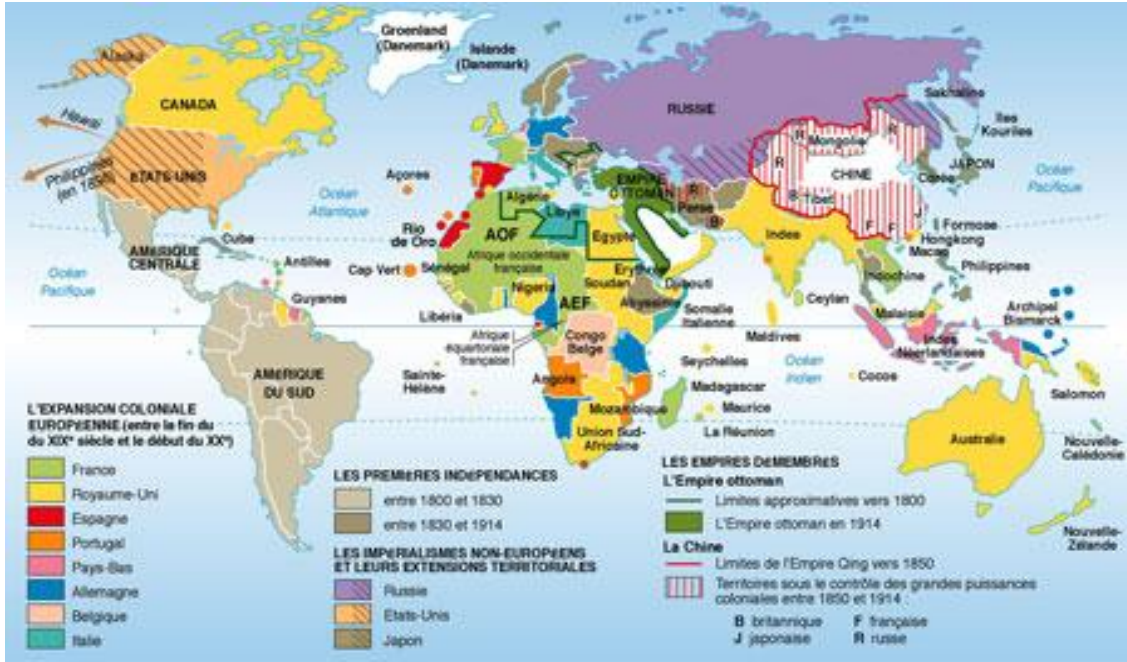 Groenland
(Danemark)
Islande
(Danemark)
Alaska
CANADA
RUSSIE
Sakhaline
Iles
Kouriles
Hawaï
Philippines
(en 1898)
ÉTATS-UNIS
Océan
Atlantique
Açores
Algérie
EMPIRE
OTTOMAN
Perse
R
B
R
R
R
Mongolie
CHINE
B
Tibet
F
F
J
JAPON
Corée
Océan
Pacifique
Libye
Egypte
Rio
de Oro
AOF
Afrique occidentale
française
Indes
Formose
Hongkong
Macao
Cuba
AMÉRIQUE
CENTRALE
Antilles
Océan
Pacifique
Guyanes
Cap Vert
Sénégal
Nigeria
Soudan
Erythrée
Djibouti
Abyssinie
AEF
Libéria
Somalie
Italienne
Indochine
Philippines
Ceylan
Malaisie
Archipel
Bismarck
Maldives
Indes
Néerlandaises
Afrique
équatoriale
française
Congo
Belge
Seychelles
Océan
Indien
Cocos
Salomon
AMÉRIQUE
DU SUD
Sainte-
Hélène
Angola
Madagascar
Mozambique
Maurice
La Réunion
Union Sud-
Africaine
Australie
Nouvelle-
Calédonie
Nouvelle-
Zélande
L'EXPANSION COLONIALE
EUROPÉENNE (entre la fin du
du XIXᵉ siècle et le début du XXᵉ)
France
Royaume-Uni
Espagne
Portugal
Pays-Bas
Allemagne
Belgique
Italie
LES PREMIÈRES INDÉPENDANCES
entre 1800 et 1830
entre 1830 et 1914
LES IMPÉRIALISMES NON-EUROPÉENS
ET LEURS EXTENSIONS TERRITORIALES
Russie
Etats-Unis
Japon
LES EMPIRES DÉMEMBRÉS
L'Empire ottoman
Limites approximatives vers 1800
L'Empire ottoman en 1914
La Chine
Limites de l'Empire Qing vers 1850
Territoires sous le contrôle des grandes puissances
coloniales entre 1850 et 1914
B britannique F française
J japonaise R russe